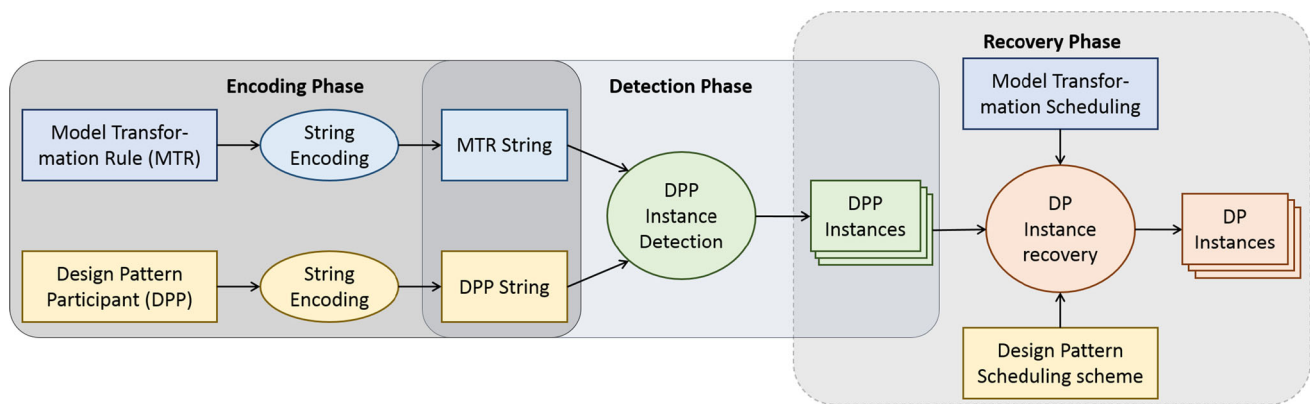 Encoding Phase
Detection Phase
Recovery Phase
Model Transfor-
mation Rule (MTR)
String
Encoding
MTR String
Design Pattern
Participant (DPP)
String
Encoding
DPP String
DPP
Instance
Detection
DPP
Instances
Model Transfor-
mation Scheduling
DP
Instance
recovery
DP
Instances
Design Pattern
Scheduling scheme